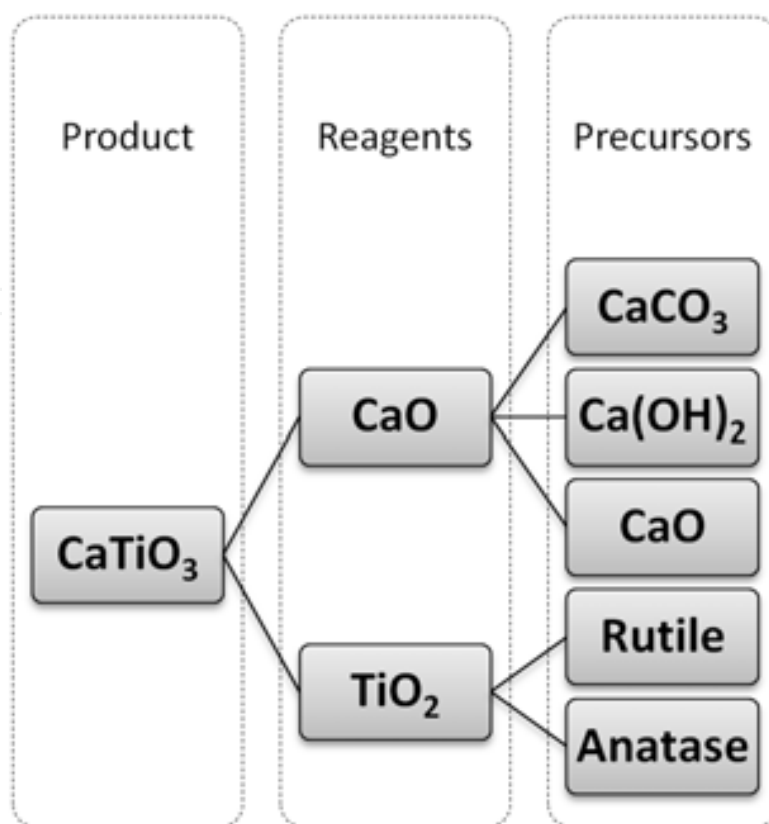 Product
Reagents
Precursors
CaCO₃
CaO
Ca(OH)₂
CaO
CaTiO₃
Rutile
TiO₂
Anatase